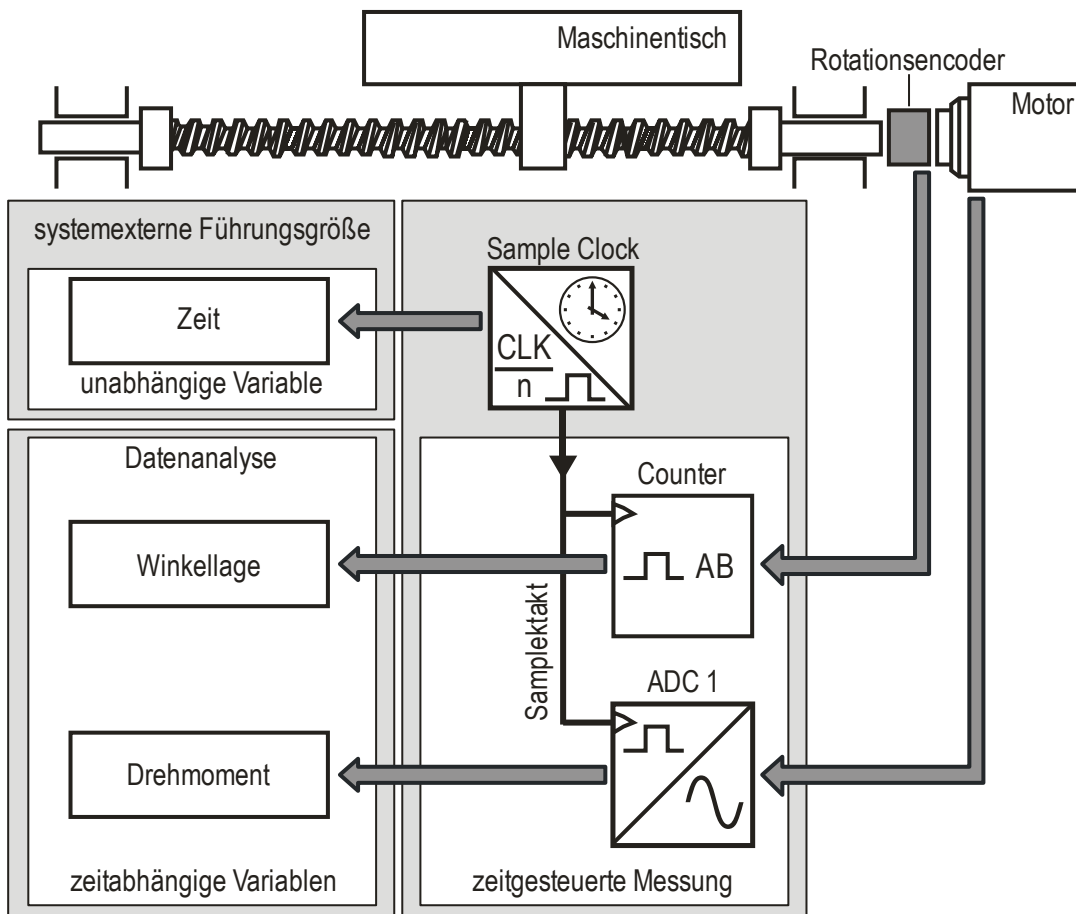 Maschinentisch
Rotationsencoder
Motor
systemexterne Führungsgröße
Sample Clock
Zeit
CLK
n
unabhängige Variable
Datenanalyse
Counter
Winkellage
AB
Samplektakt
ADC 1
Drehmoment
zeitabhängige Variablen
zeitgesteuerte Messung